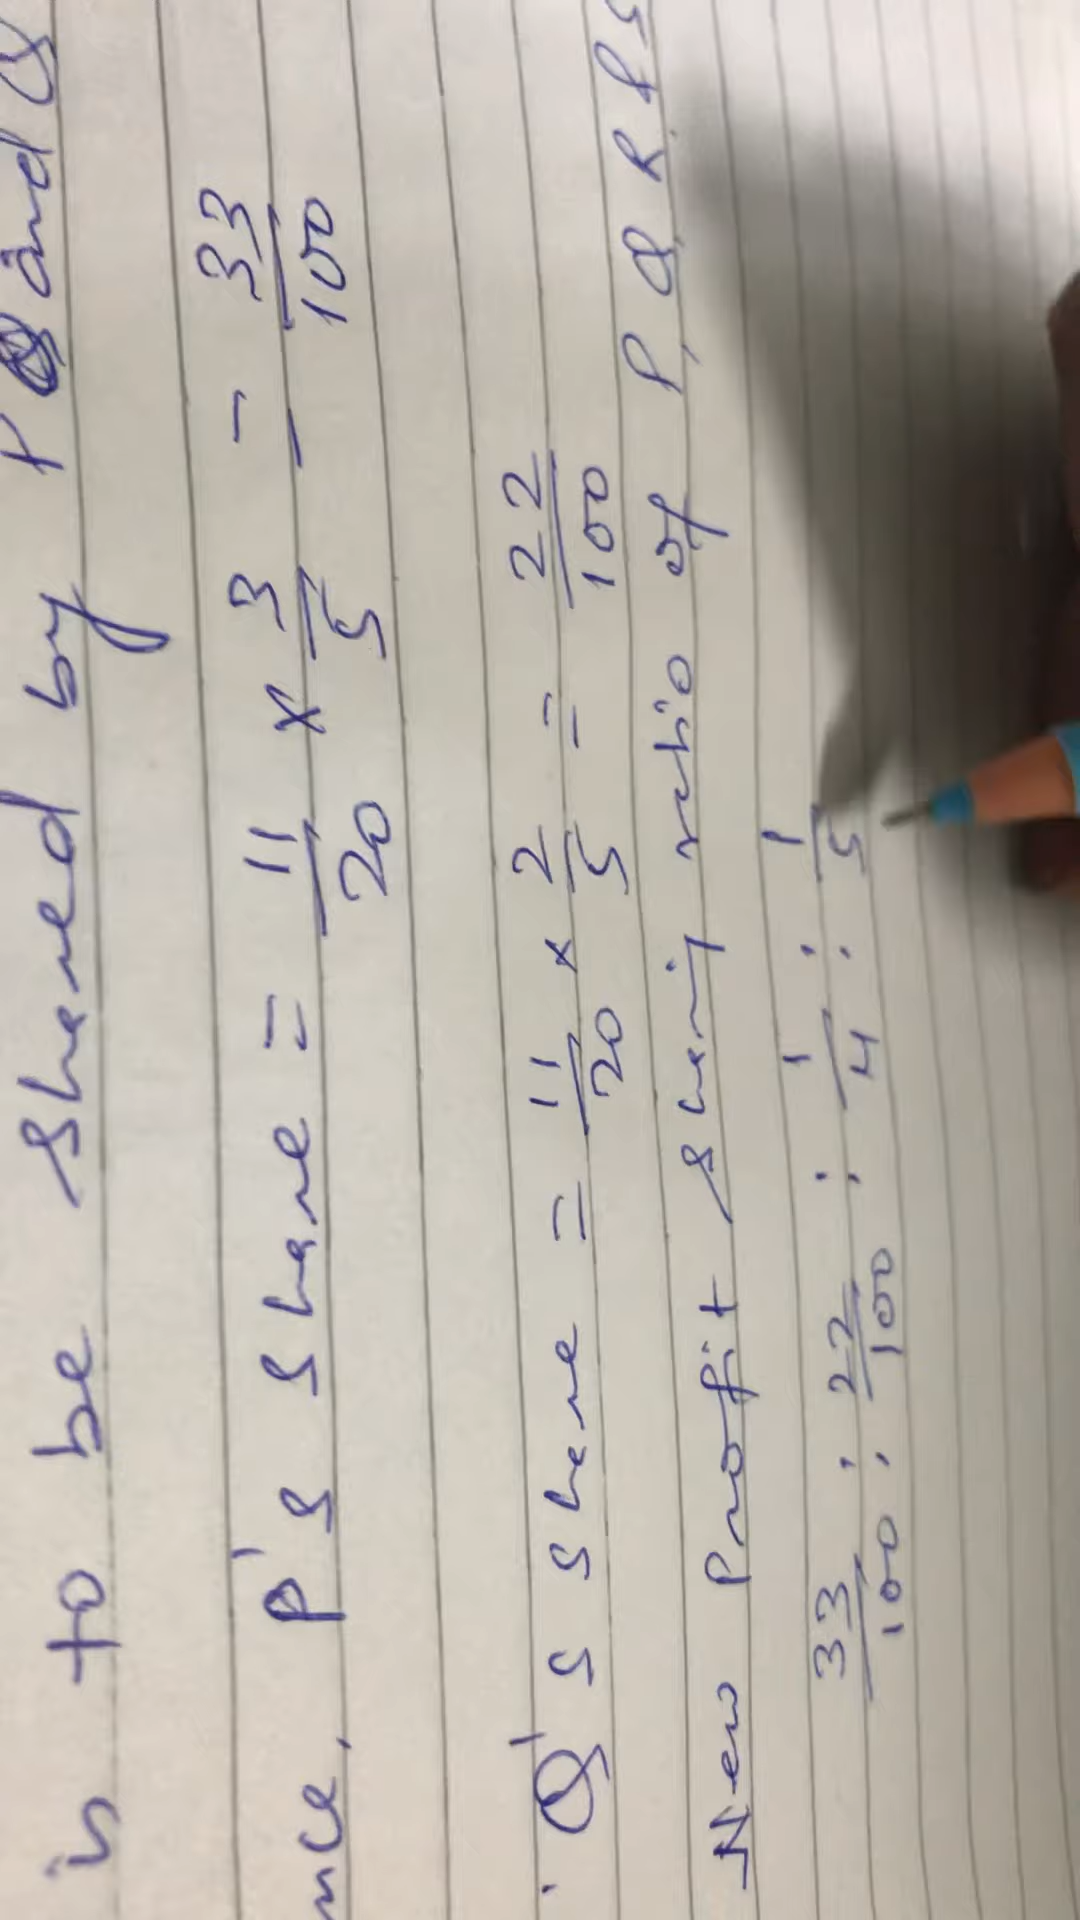 is to be shared by P and Q
nce, P's share = 11/20 × 3/5 = 33/100
Q's share = 11/20 × 2/5 = 22/100
New Profit sharing ratio of P, Q, R, &
33/100 : 22/100 : 1/4 : 1/5